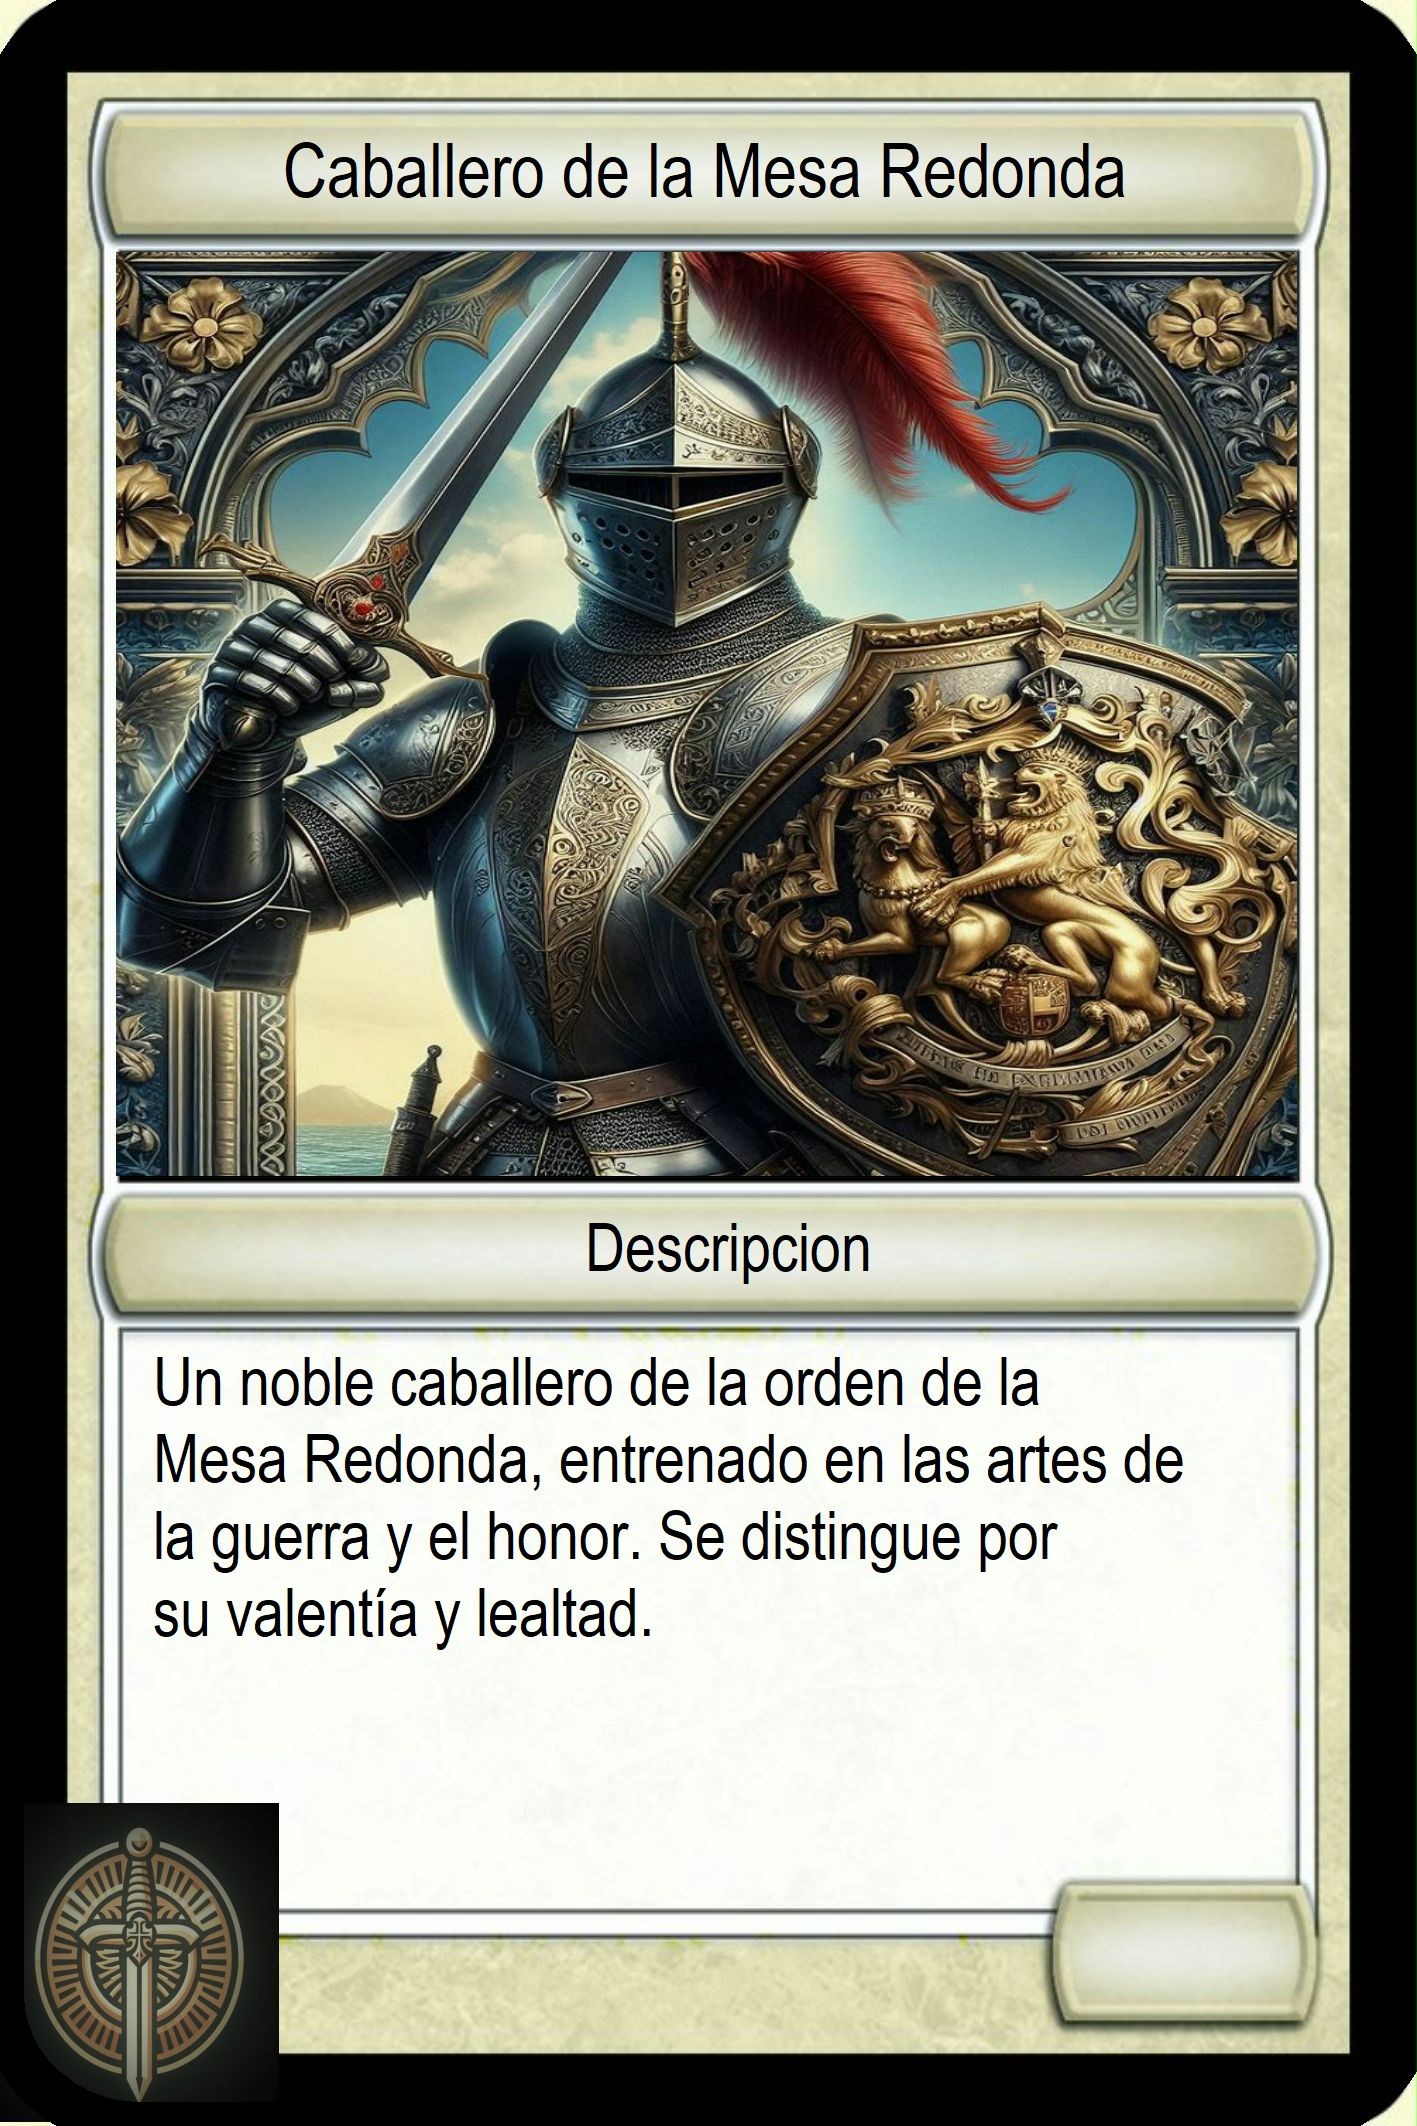 Caballero de la Mesa Redonda
Descripcion
Un noble caballero de la orden de la
Mesa Redonda, entrenado en las artes de
la guerra y el honor. Se distingue por
su valentía y lealtad.